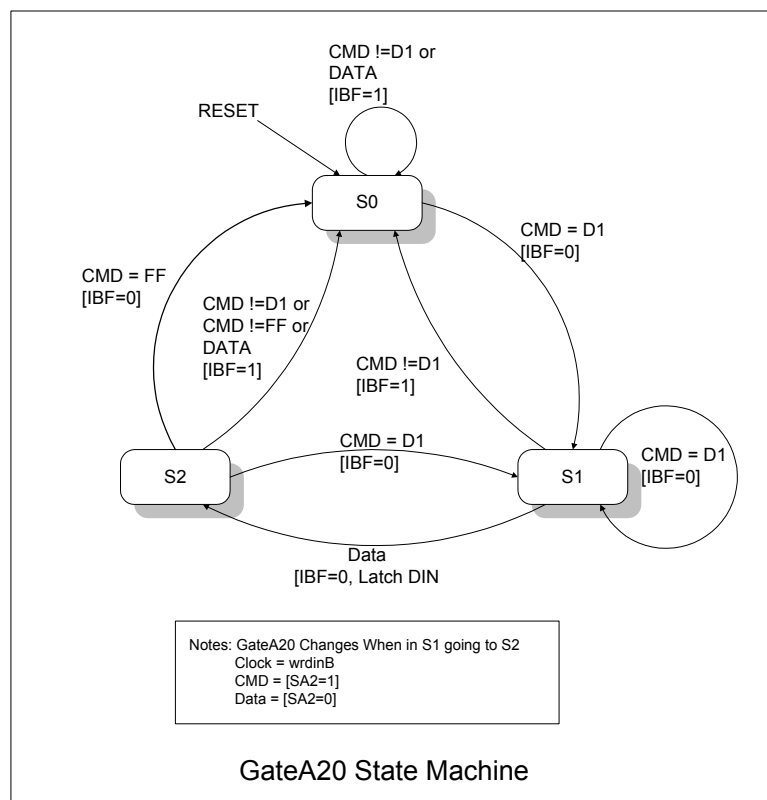 CMD !=D1 or
DATA
[IBF=1]
RESET
S0
CMD = D1
[IBF=0]
CMD = FF
[IBF=0]
CMD !=D1 or
CMD !=FF or
DATA
[IBF=1]
CMD !=D1
[IBF=1]
CMD = D1
[IBF=0]
CMD = D1
[IBF=0]
S2
S1
Data
[IBF=0, Latch DIN
Notes: GateA20 Changes When in S1 going to S2
Clock = wrdinB
CMD = [SA2=1]
Data = [SA2=0]
GateA20 State Machine